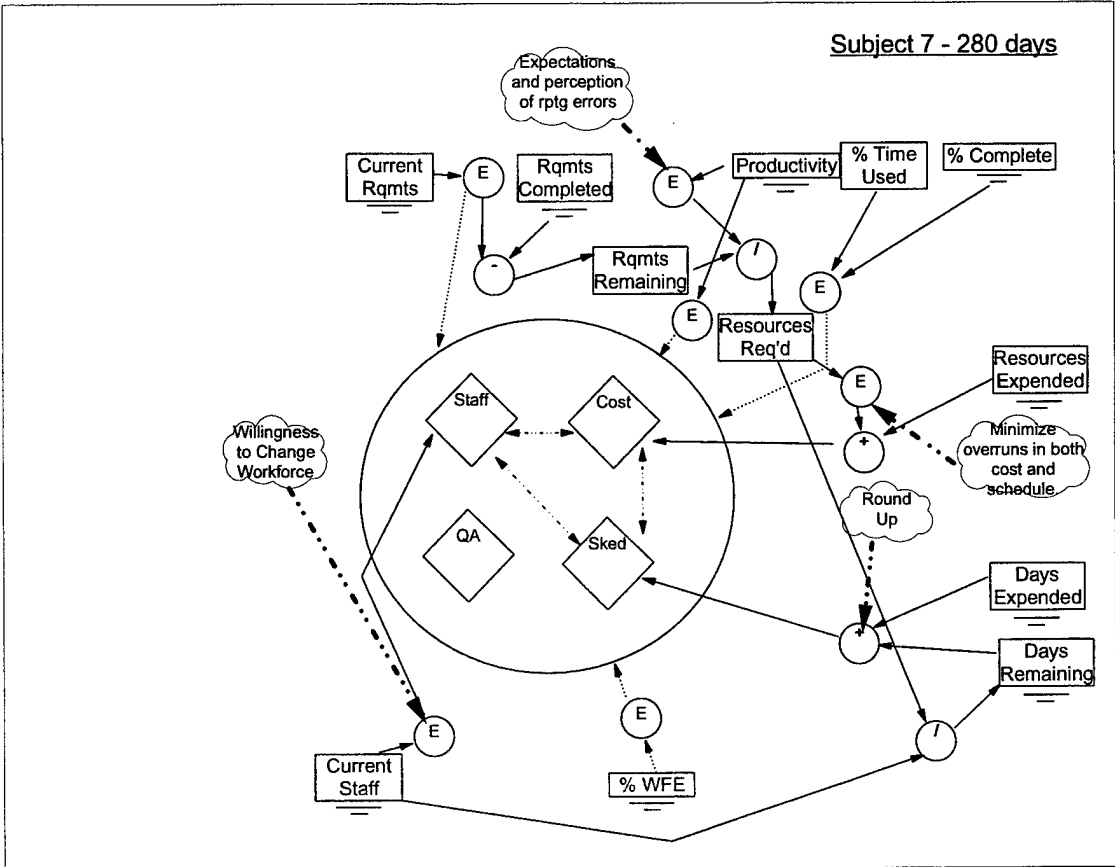 Subject 7 - 280 days
Expectations
and perception
of rptg errors
Current
Rqmts
E
Rqmts
Completed
E
Productivity
% Time
Used
% Complete
-
Rqmts
Remaining
/
E
E
Resources
Req'd
E
Resources
Expended
Staff
Cost
+
Minimize
overruns in both
cost and
schedule.
Willingness
to Change
Workforce
Round
Up
QA
Sked
Days
Expended
+
Days
Remaining
E
E
/
Current
Staff
% WFE